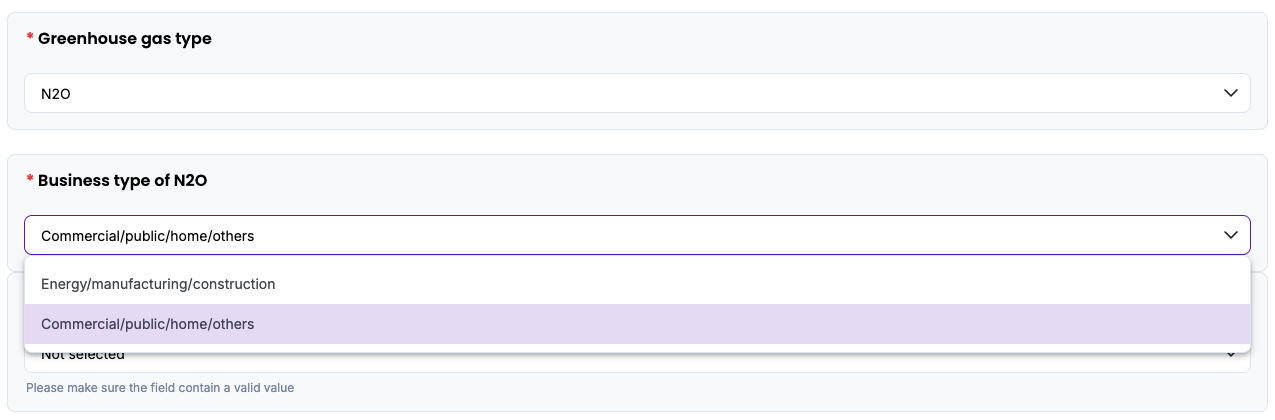 * Greenhouse gas type
N2O
* Business type of N2O
Commercial/public/home/others
Energy/manufacturing/construction
Commercial/public/home/others
Not selected
Please make sure the field contain a valid value